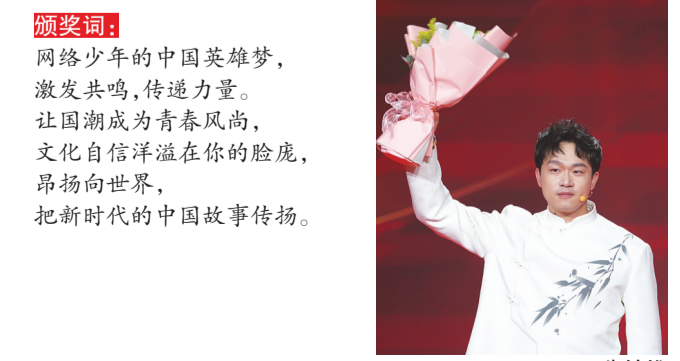 颁奖词：
网络少年的中国英雄梦，
激发共鸣，传递力量。
让国潮成为青春风尚，
文化自信洋溢在你的脸庞，
昂扬向世界，
把新时代的中国故事传扬。